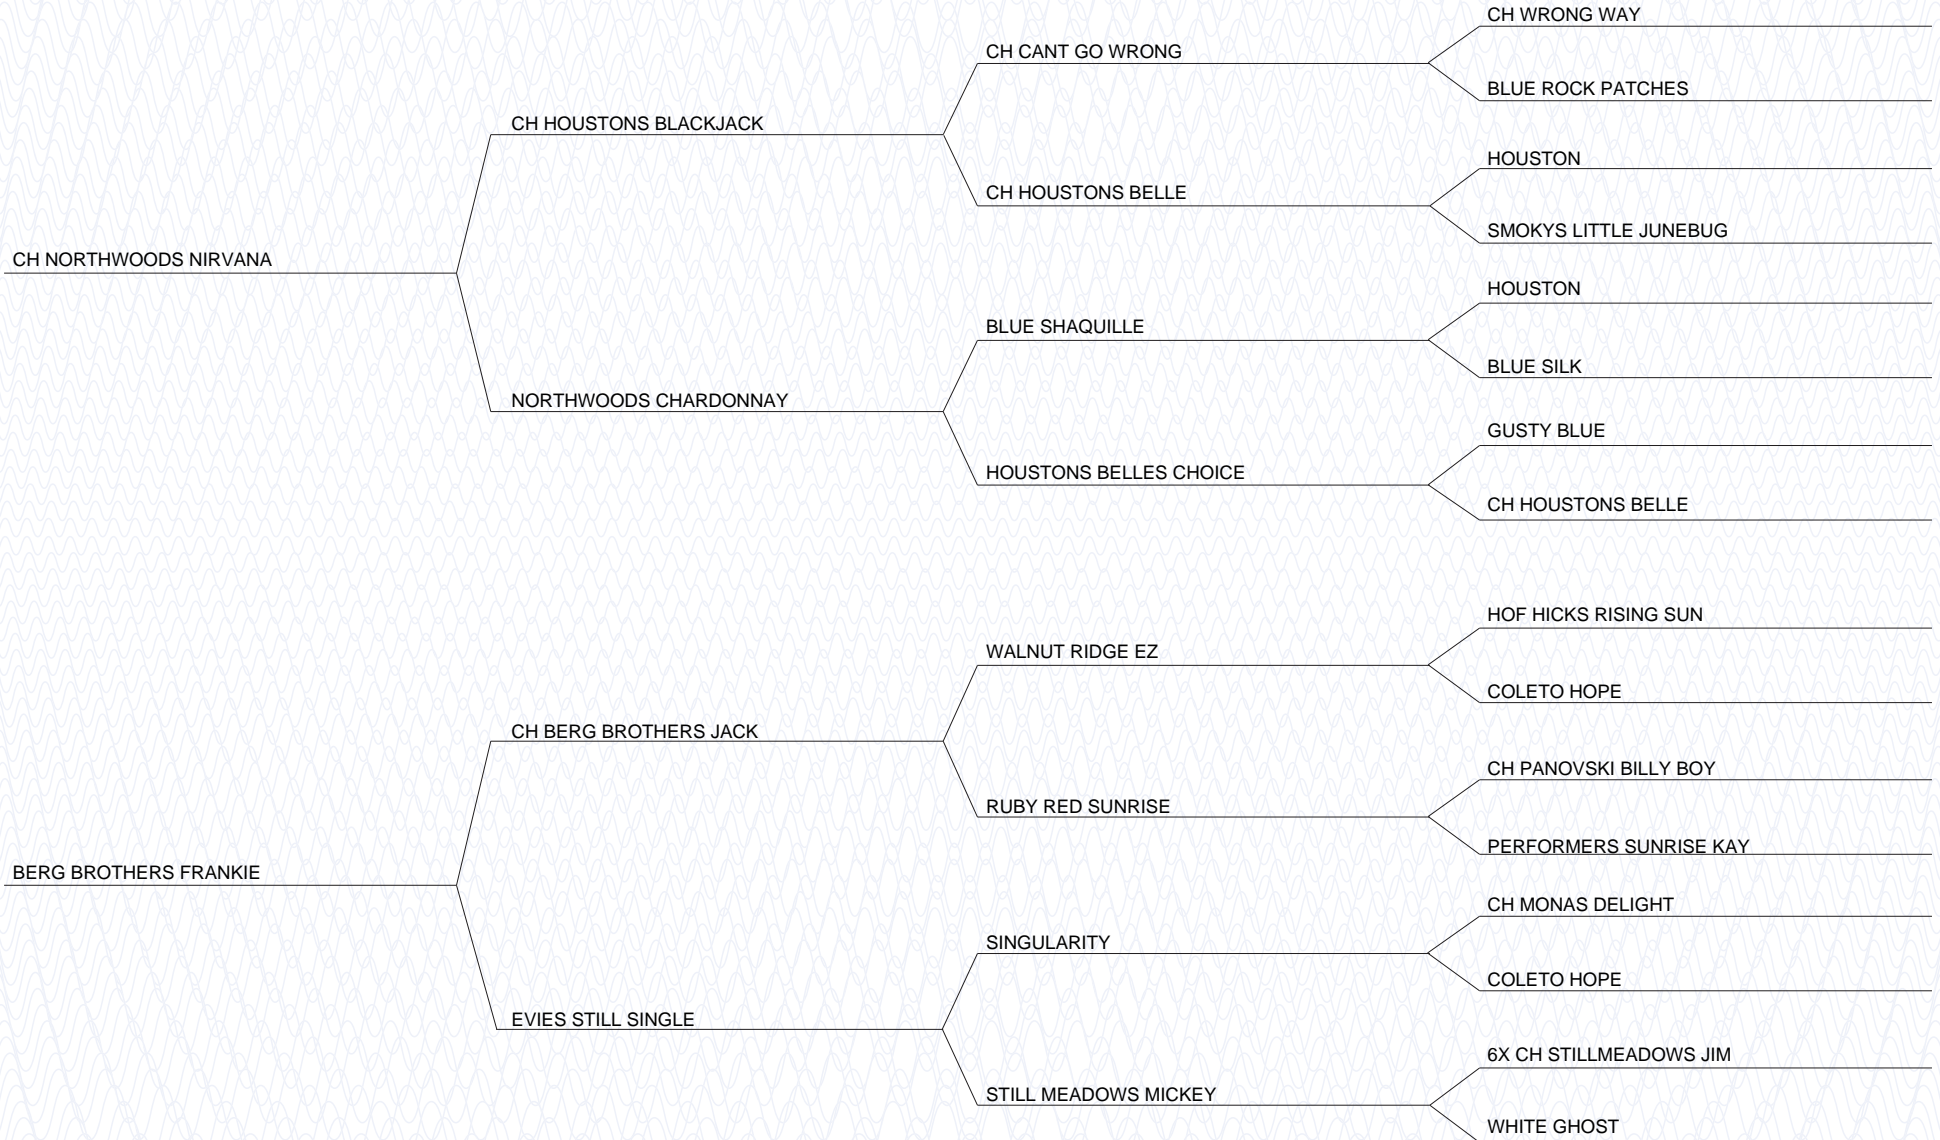 CH WRONG WAY
CH CANT GO WRONG
BLUE ROCK PATCHES
CH HOUSTONS BLACKJACK
HOUSTON
CH HOUSTONS BELLE
SMOKYS LITTLE JUNEBUG
CH NORTHWOODS NIRVANA
HOUSTON
BLUE SHAQUILLE
BLUE SILK
NORTHWOODS CHARDONNAY
GUSTY BLUE
HOUSTONS BELLES CHOICE
CH HOUSTONS BELLE
HOF HICKS RISING SUN
WALNUT RIDGE EZ
COLETO HOPE
CH BERG BROTHERS JACK
CH PANOVSKI BILLY BOY
RUBY RED SUNRISE
PERFORMERS SUNRISE KAY
BERG BROTHERS FRANKIE
CH MONAS DELIGHT
SINGULARITY
COLETO HOPE
EVIES STILL SINGLE
6X CH STILLMEADOWS JIM
STILL MEADOWS MICKEY
WHITE GHOST